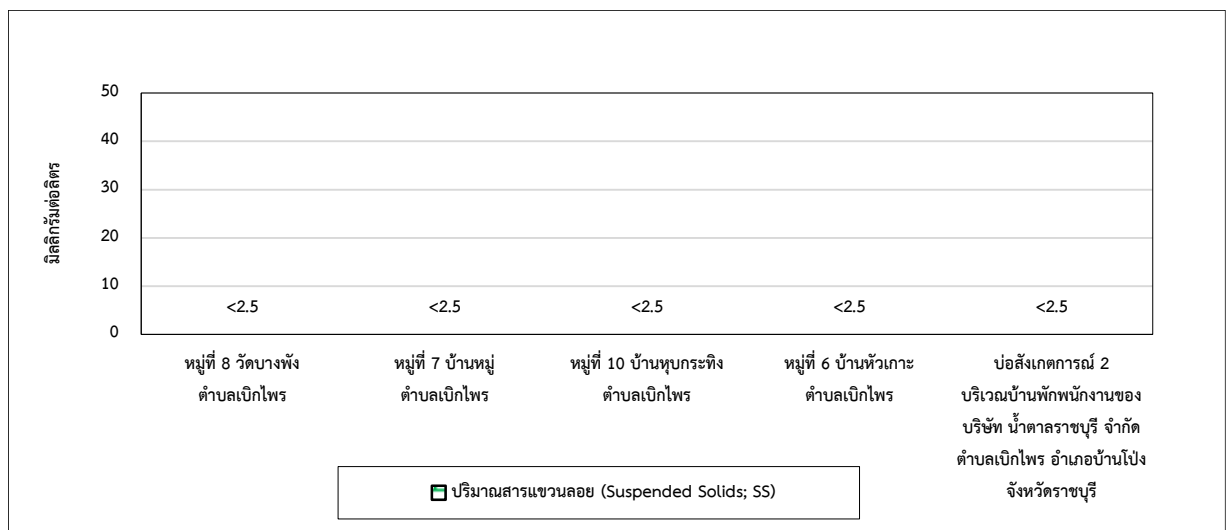 50
40
30
20
10
0
มิลลิกรัมต่อลิตร
<2.5 <2.5 <2.5 <2.5 <2.5
หมู่ที่ 8 วัดบางพัง
ตำบลเบิกไพร
หมู่ที่ 7 บ้านหมู่
ตำบลเบิกไพร
หมู่ที่ 10 บ้านหุบกระทิง
ตำบลเบิกไพร
หมู่ที่ 6 บ้านหัวเกาะ
ตำบลเบิกไพร
บ่อสังเกตการณ์ 2
บริเวณบ้านพักพนักงานของ
บริษัท น้ำตาลราชบุรี จำกัด
ตำบลเบิกไพร อำเภอบ้านโป่ง
จังหวัดราชบุรี
ปริมาณสารแขวนลอย (Suspended Solids; SS)